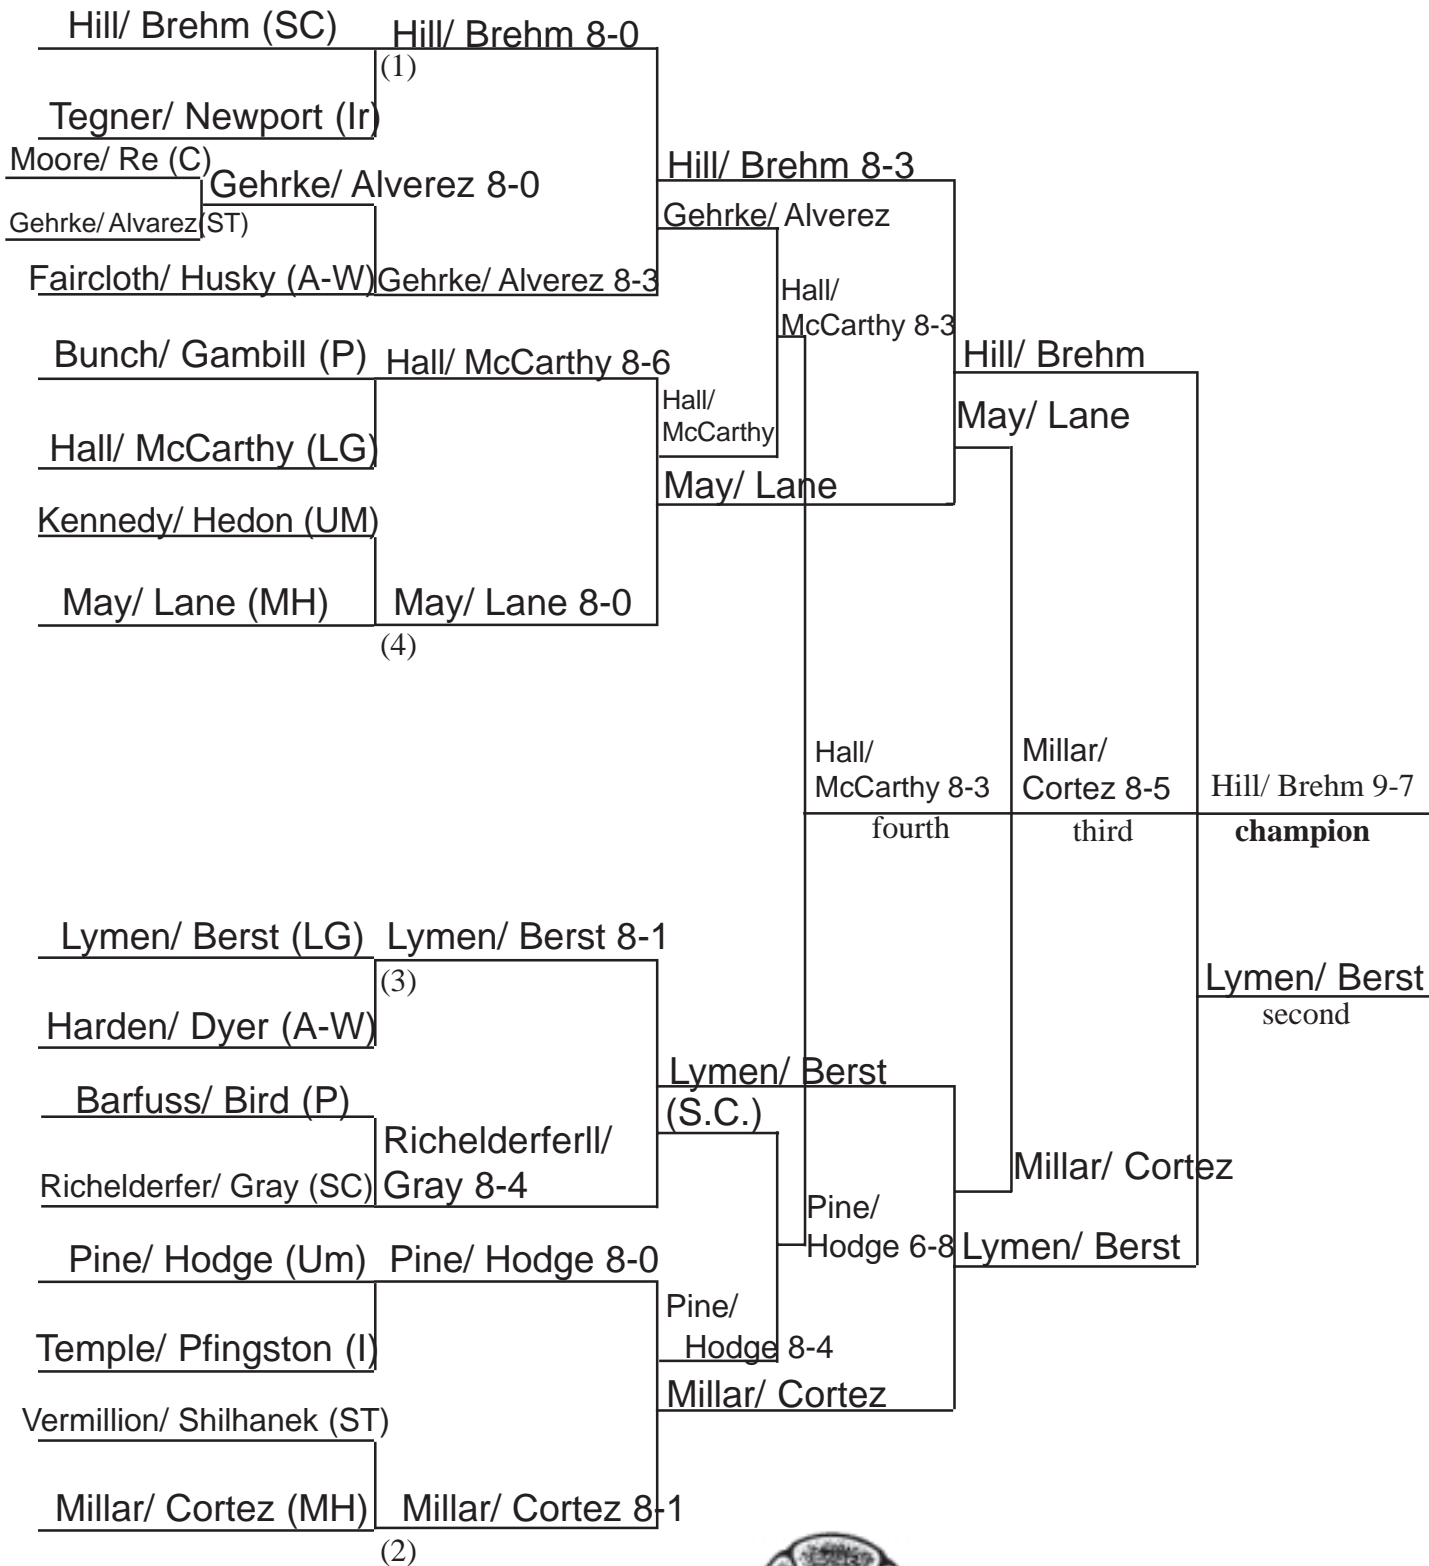 Hill/ Brehm (SC)
Hill/ Brehm 8-0
(1)
Tegner/ Newport (Ir)
Moore/ Re (C)
Gehrke/ Alverez 8-0
Gehrke/ Alvarez(ST)
Faircloth/ Husky (A-W)
Gehrke/ Alverez 8-3
Hill/ Brehm 8-3
Gehrke/ Alverez
Hall/
McCarthy 8-3
Bunch/ Gambill (P)
Hall/ McCarthy 8-6
Hall/
McCarthy
Hall/ McCarthy (LG)
Kennedy/ Hedon (UM)
May/ Lane
May/ Lane (MH)
May/ Lane 8-0
(4)
Hill/ Brehm
May/ Lane
Hall/
McCarthy 8-3
fourth
Millar/
Cortez 8-5
third
Hill/ Brehm 9-7
champion
Lymen/ Berst (LG)
Lymen/ Berst 8-1
(3)
Harden/ Dyer (A-W)
Lymen/ Berst
second
Barfuss/ Bird (P)
Lymen/ Berst
(S.C.)
Richelderferll/
Gray 8-4
Richelderfer/ Gray (SC)
Millar/ Cortez
Pine/
Hodge 6-8
Lymen/ Berst
Pine/ Hodge (Um)
Pine/ Hodge 8-0
Pine/
Hodge 8-4
Temple/ Pfingston (I)
Millar/ Cortez
Vermillion/ Shilhanek (ST)
Millar/ Cortez (MH)
Millar/ Cortez 8-1
(2)